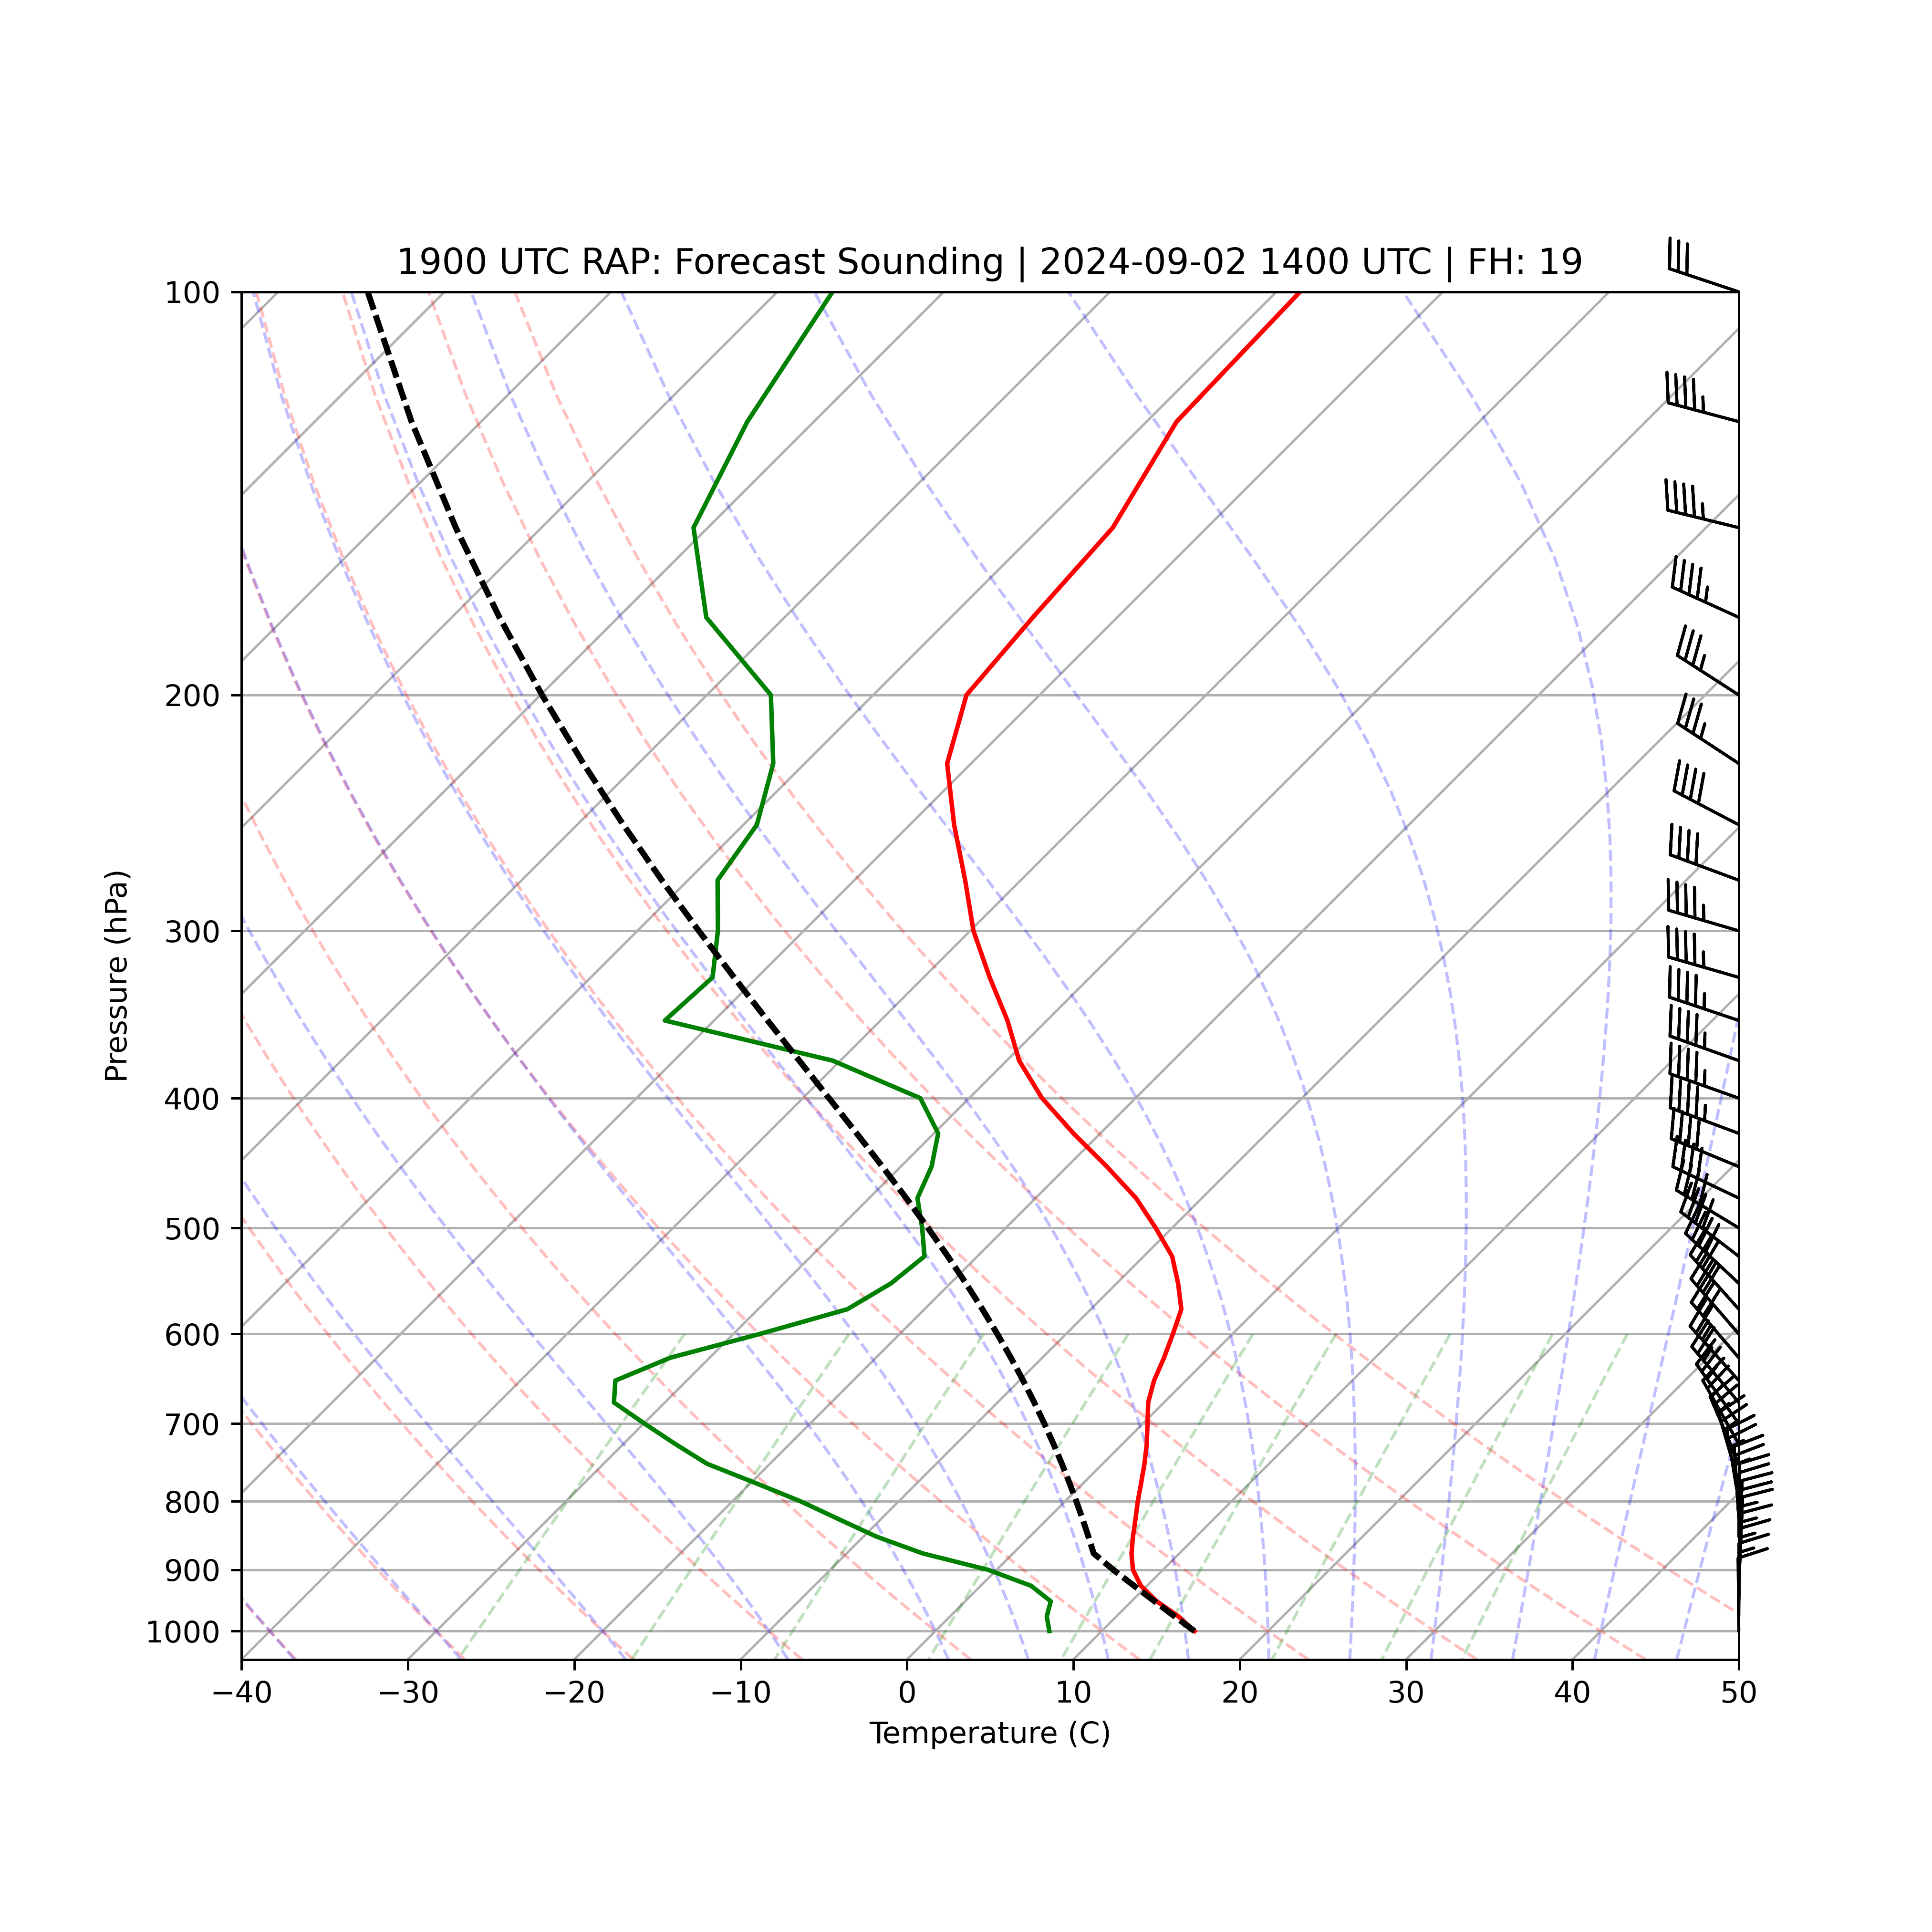 1900 UTC RAP: Forecast Sounding | 2024-09-02 1400 UTC | FH: 19
100
200
300
400
500
600
700
800
900
1000
Pressure (hPa)
−40 −30 −20 −10 0 10 20 30 40 50
Temperature (C)